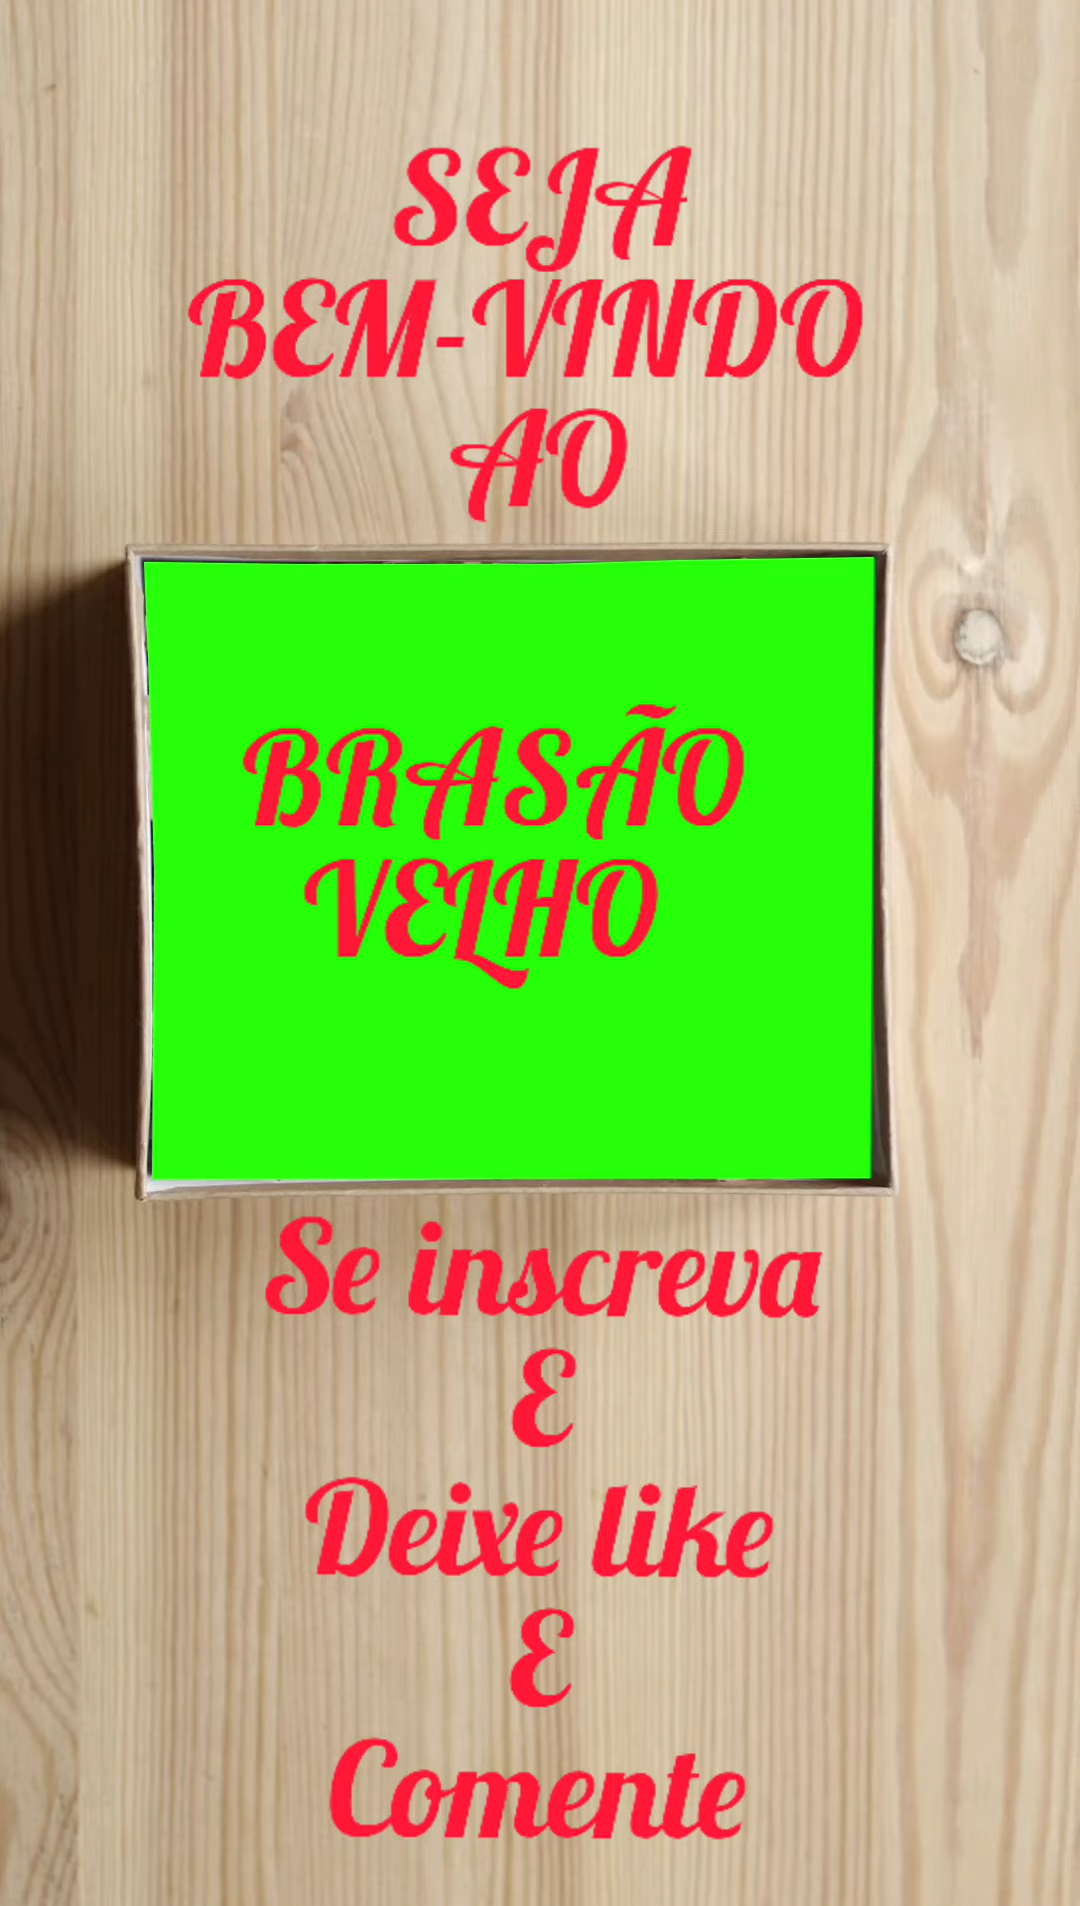 SEJA
BEM-VINDO
AO
BRASÃO
VELHO
Se inscreva
E
Deixe like
E
Comente